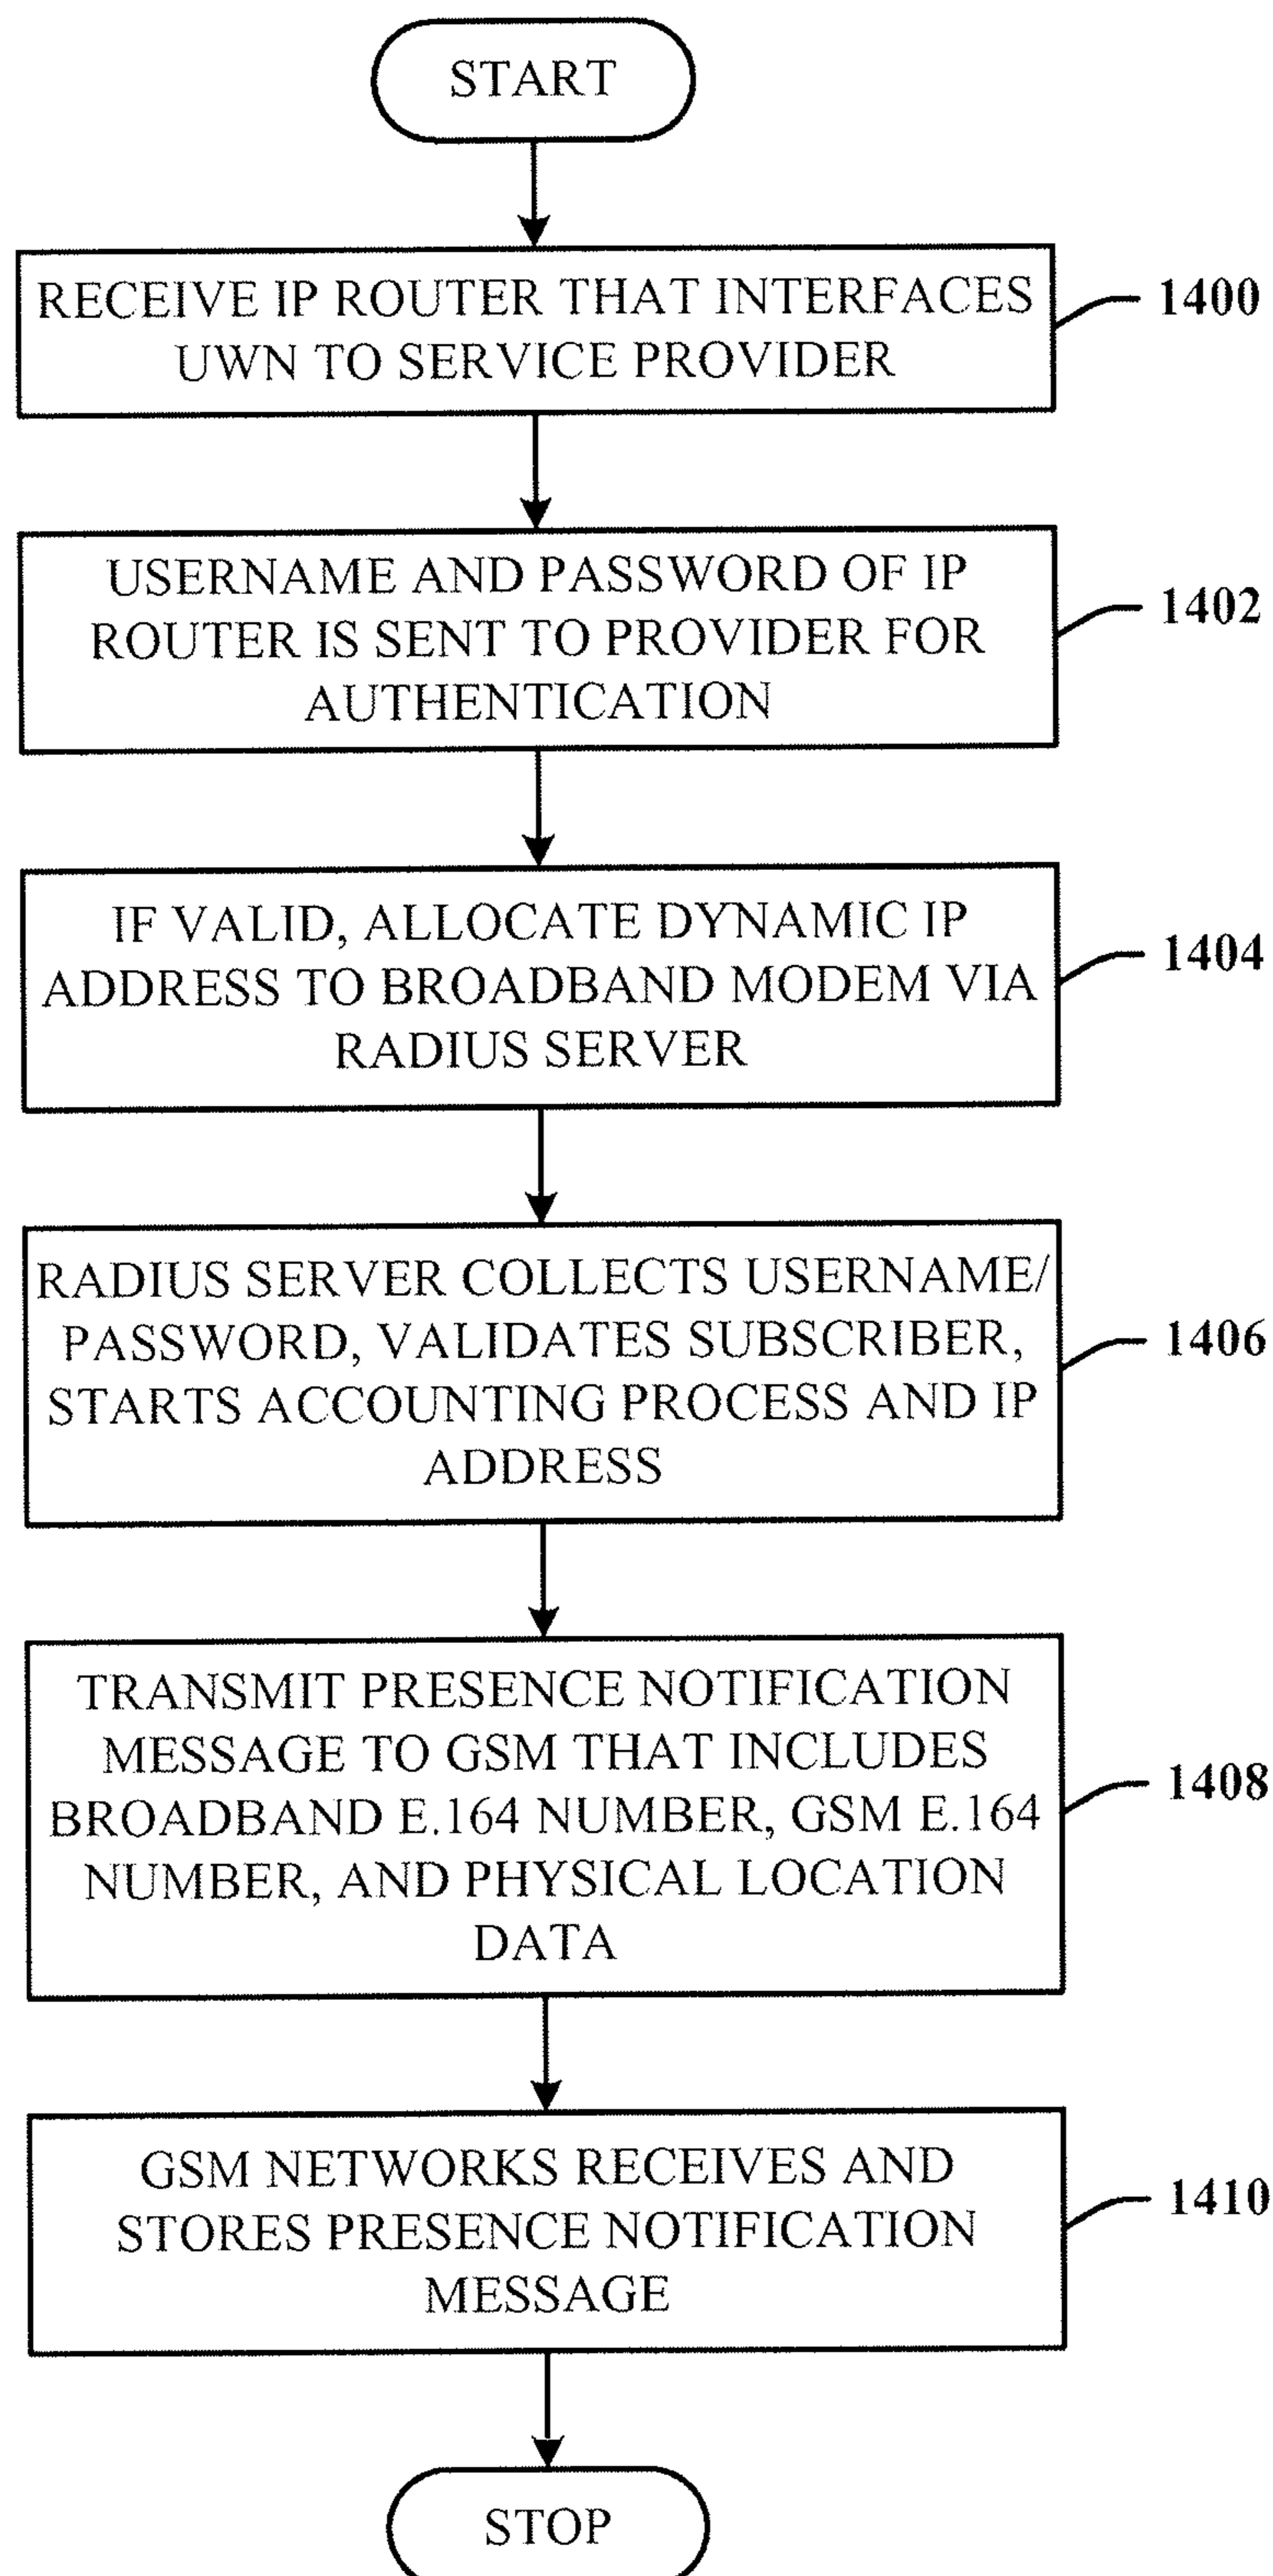 START
RECEIVE IP ROUTER THAT INTERFACES
UWN TO SERVICE PROVIDER
1400
USERNAME AND PASSWORD OF IP
ROUTER IS SENT TO PROVIDER FOR
AUTHENTICATION
1402
IF VALID, ALLOCATE DYNAMIC IP
ADDRESS TO BROADBAND MODEM VIA
RADIUS SERVER
1404
RADIUS SERVER COLLECTS USERNAME/
PASSWORD, VALIDATES SUBSCRIBER,
STARTS ACCOUNTING PROCESS AND IP
ADDRESS
1406
TRANSMIT PRESENCE NOTIFICATION
MESSAGE TO GSM THAT INCLUDES
BROADBAND E.164 NUMBER, GSM E.164
NUMBER, AND PHYSICAL LOCATION
DATA
1408
GSM NETWORKS RECEIVES AND
STORES PRESENCE NOTIFICATION
MESSAGE
1410
STOP